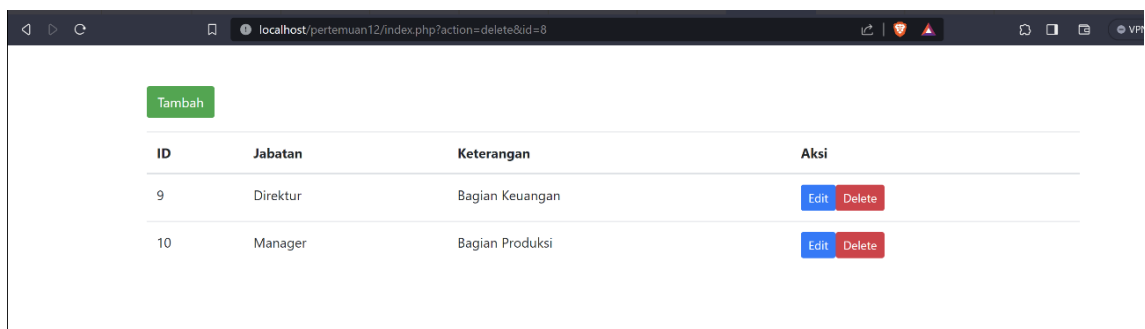 localhost/pertemuan12/index.php?action=delete&id=8
VPN
Tambah
ID Jabatan Keterangan Aksi
9 Direktur Bagian Keuangan Edit Delete
10 Manager Bagian Produksi Edit Delete